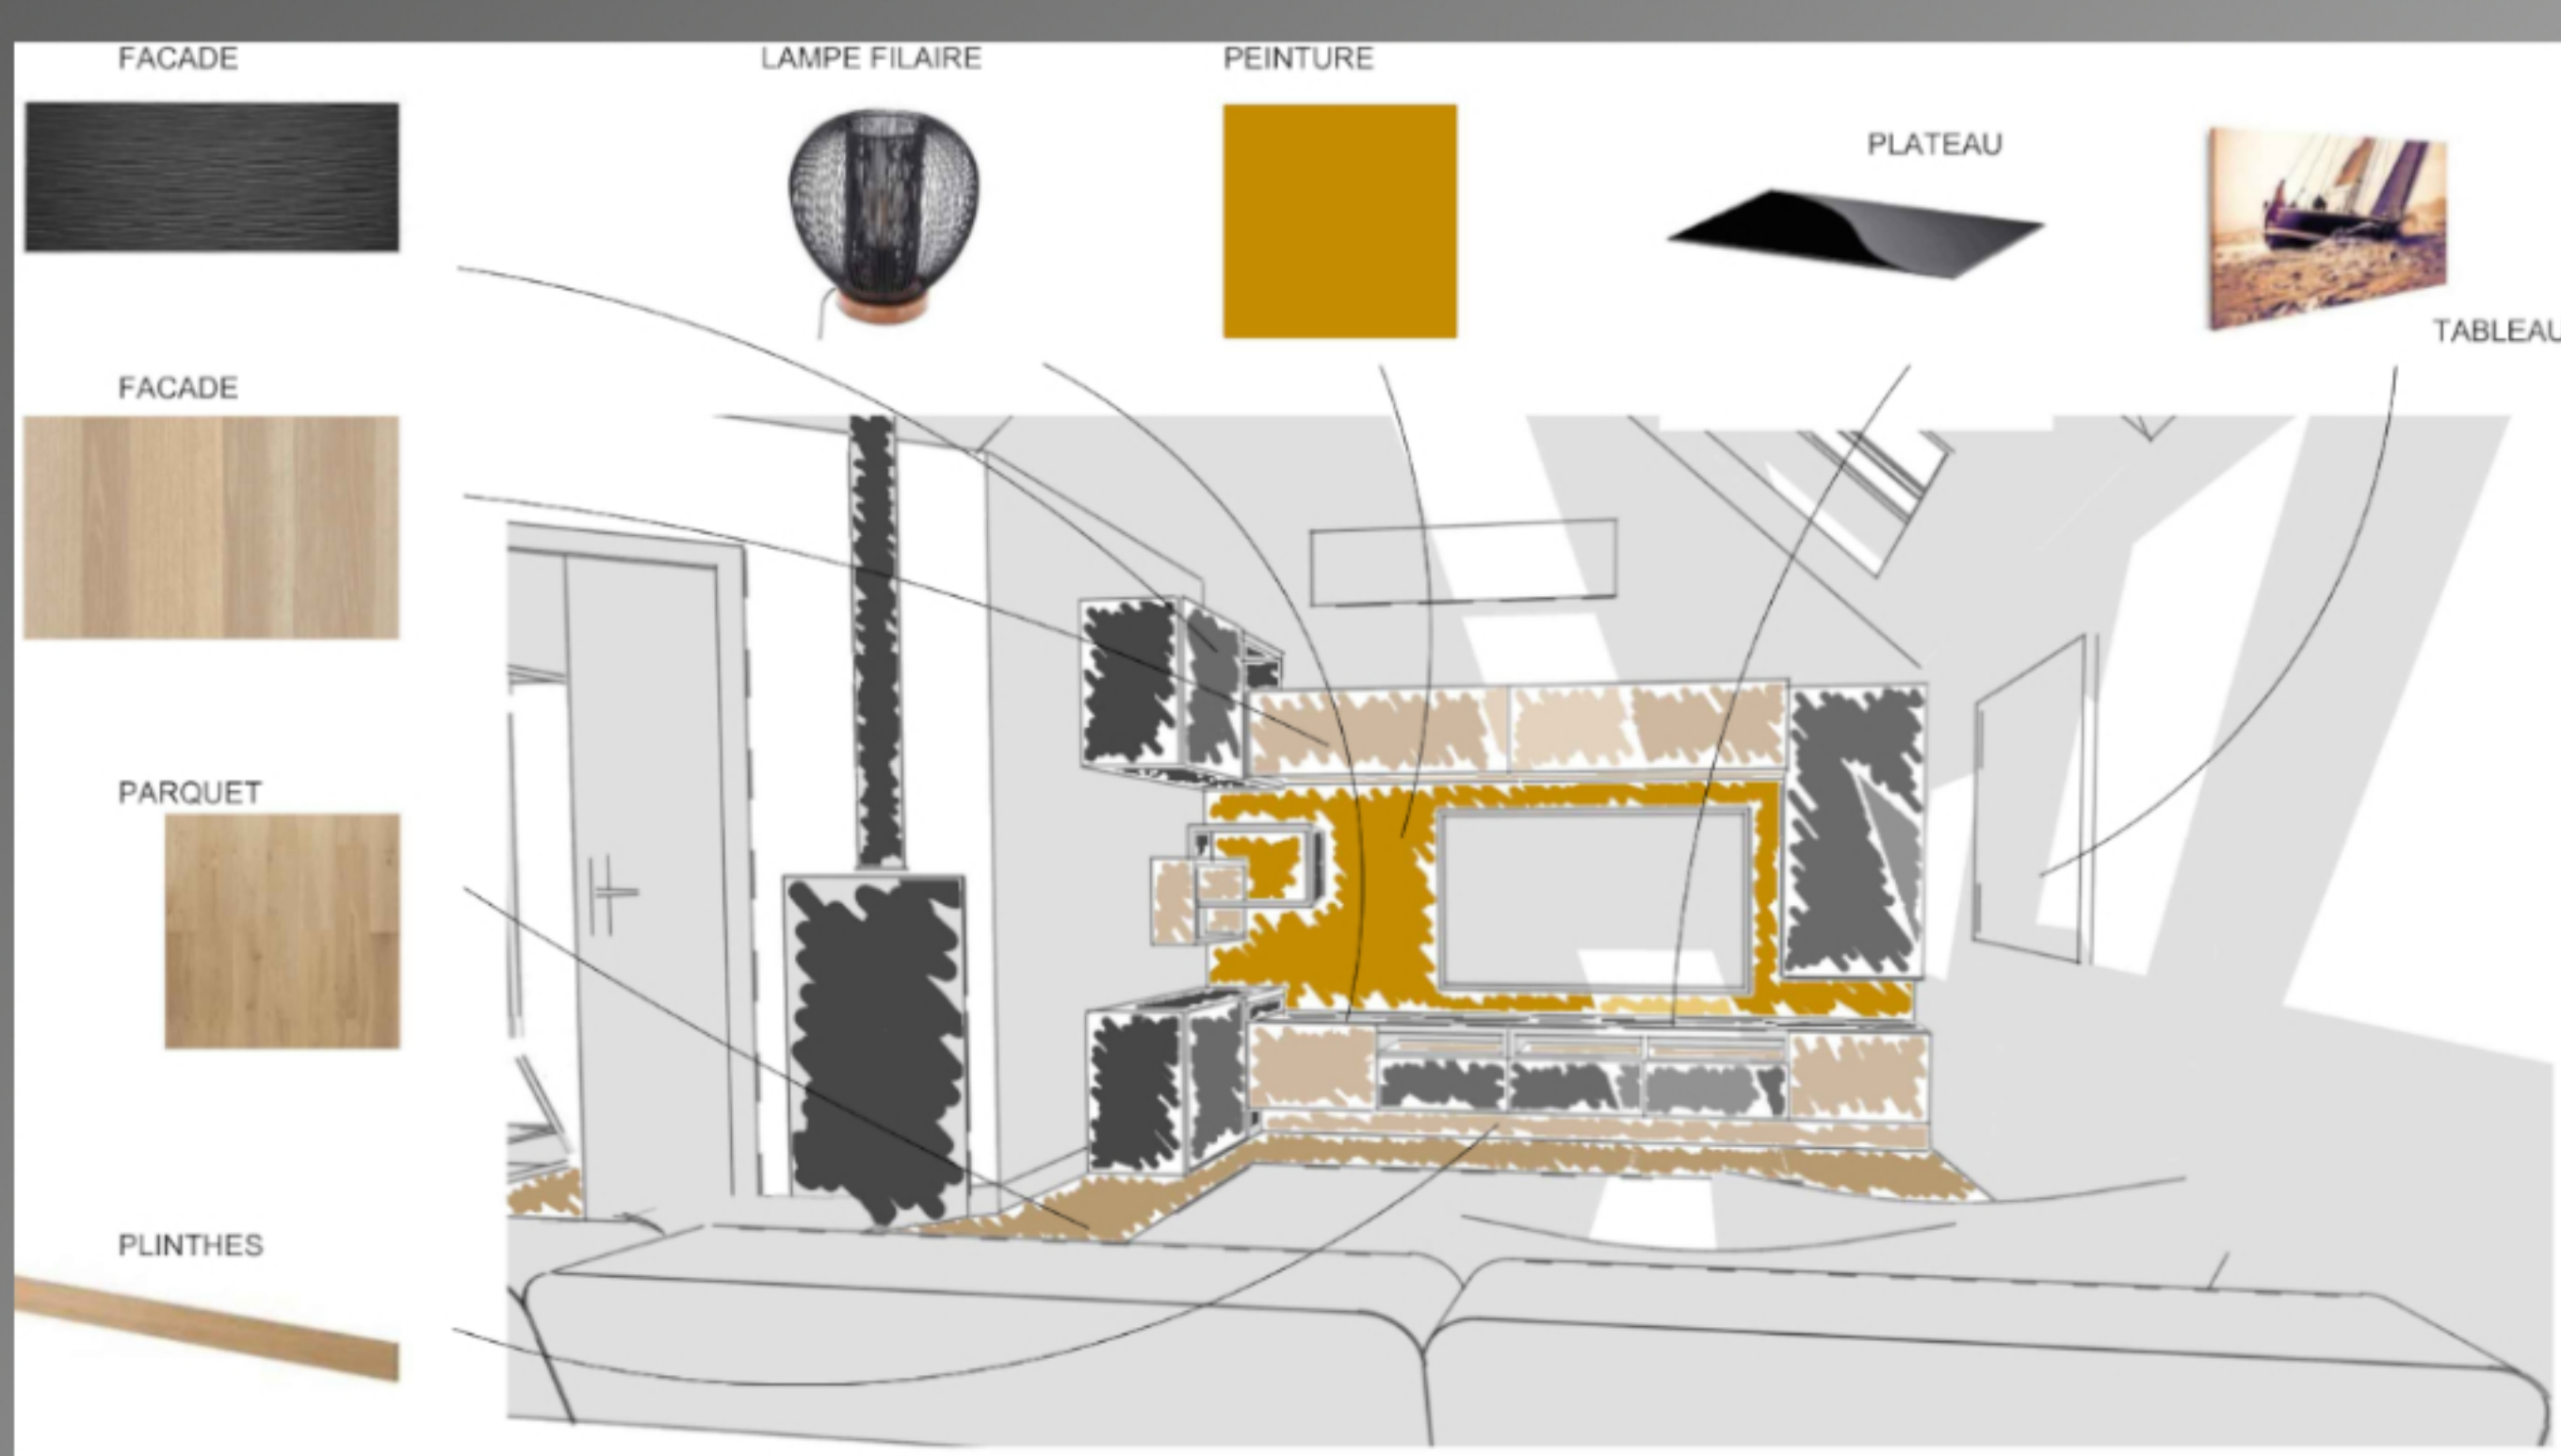 FACADE
LAMPE FILAIRE
PEINTURE
PLATEAU
TABLEAU
FACADE
PARQUET
PLINTHES